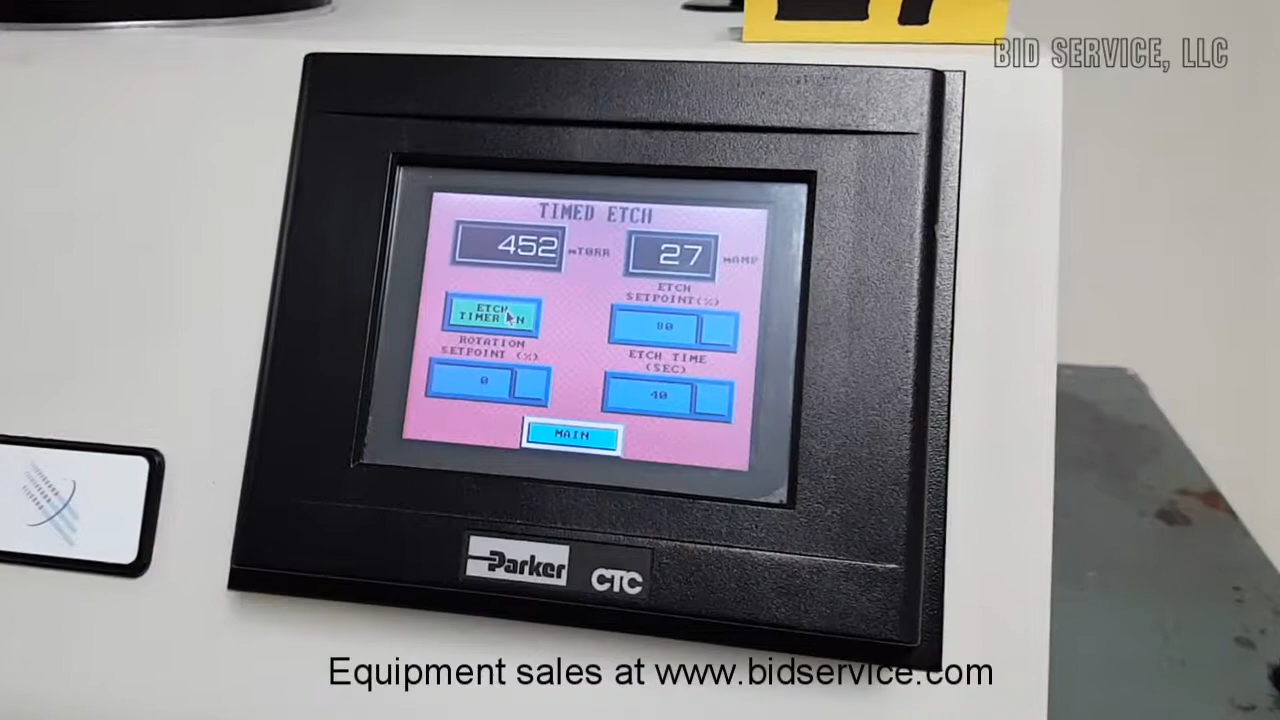 BID SERVICE, LLC
TIMED ETCH
452 mTORR
27 mAMP
ETCH
TIMER ON
ETCH
SETPOINT(%)
80
ROTATION
SETPOINT (%)
0
ETCH TIME
(SEC)
40
MAIN
Parker
CTC
Equipment sales at www.bidservice.com